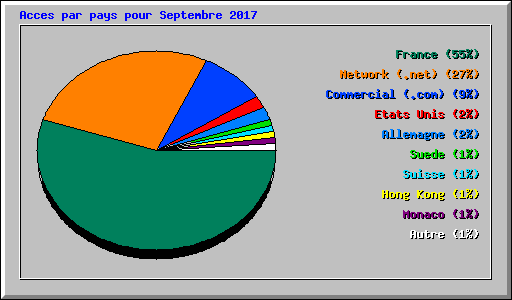 Acces par pays pour Septembre 2017
France (55%)
Network (.net) (27%)
Commercial (.com) (9%)
Etats Unis (2%)
Allemagne (2%)
Suede (1%)
Suisse (1%)
Hong Kong (1%)
Monaco (1%)
Autre (1%)